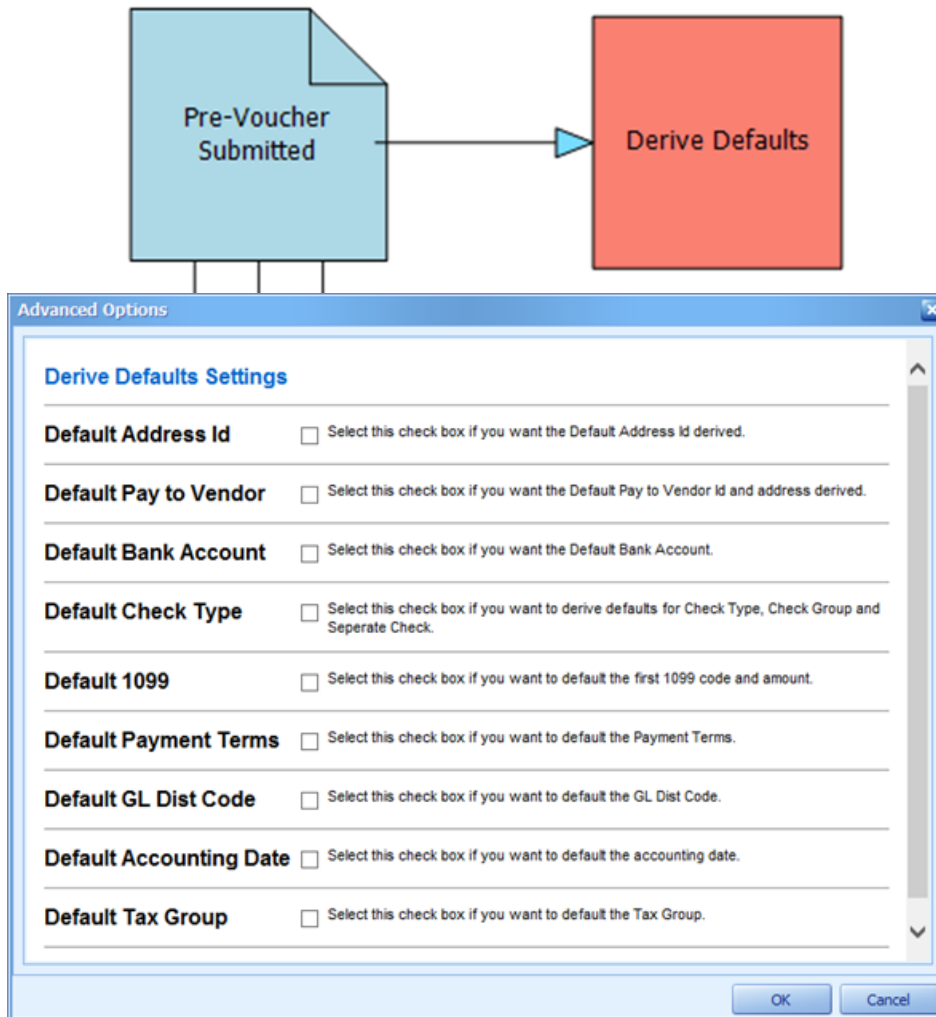 Pre-Voucher
Submitted
Derive Defaults
Advanced Options
Derive Defaults Settings
Default Address Id Select this check box if you want the Default Address Id derived.
Default Pay to Vendor Select this check box if you want the Default Pay to Vendor Id and address derived.
Default Bank Account Select this check box if you want the Default Bank Account.
Default Check Type Select this check box if you want to derive defaults for Check Type, Check Group and
Seperate Check.
Default 1099 Select this check box if you want to default the first 1099 code and amount.
Default Payment Terms Select this check box if you want to default the Payment Terms.
Default GL Dist Code Select this check box if you want to default the GL Dist Code.
Default Accounting Date Select this check box if you want to default the accounting date.
Default Tax Group Select this check box if you want to default the Tax Group.
OK Cancel